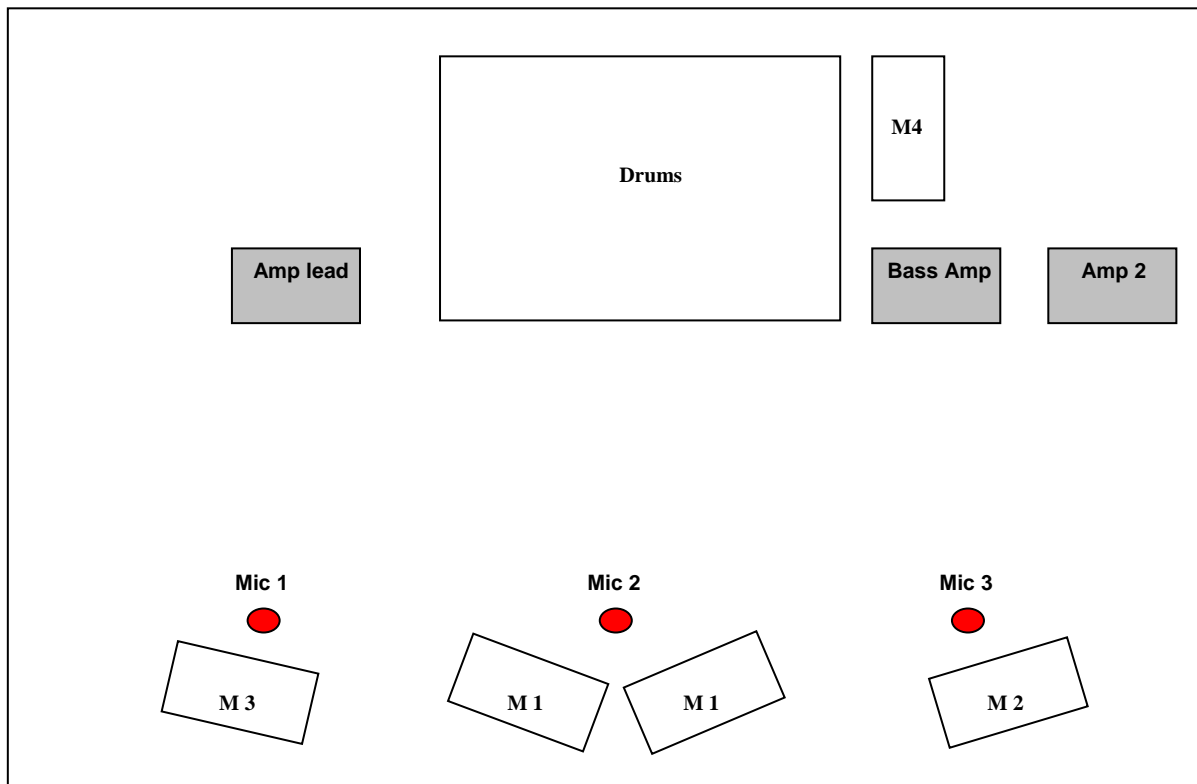 M4
Drums
Amp lead
Bass Amp
Amp 2
Mic 1
Mic 2
Mic 3
M 3
M 1
M 1
M 2